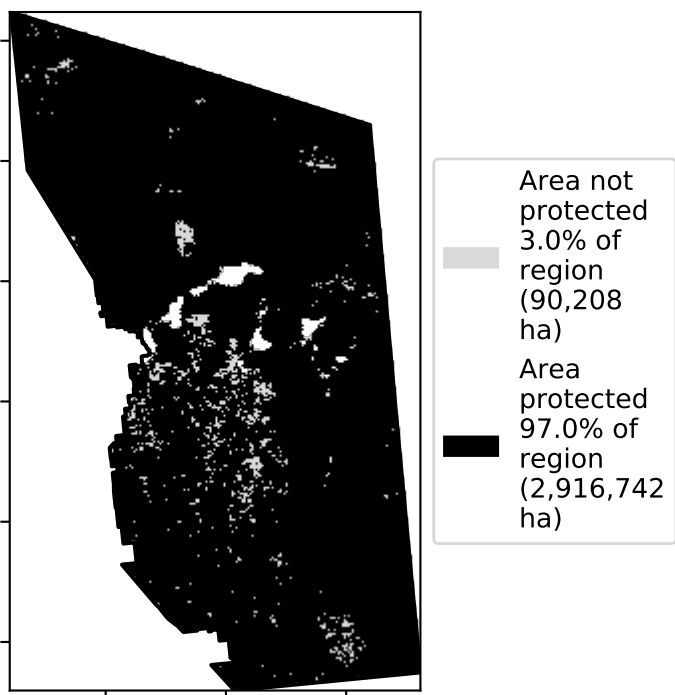 Area not
protected
3.0% of
region
(90,208
ha)
Area
protected
97.0% of
region
(2,916,742
ha)